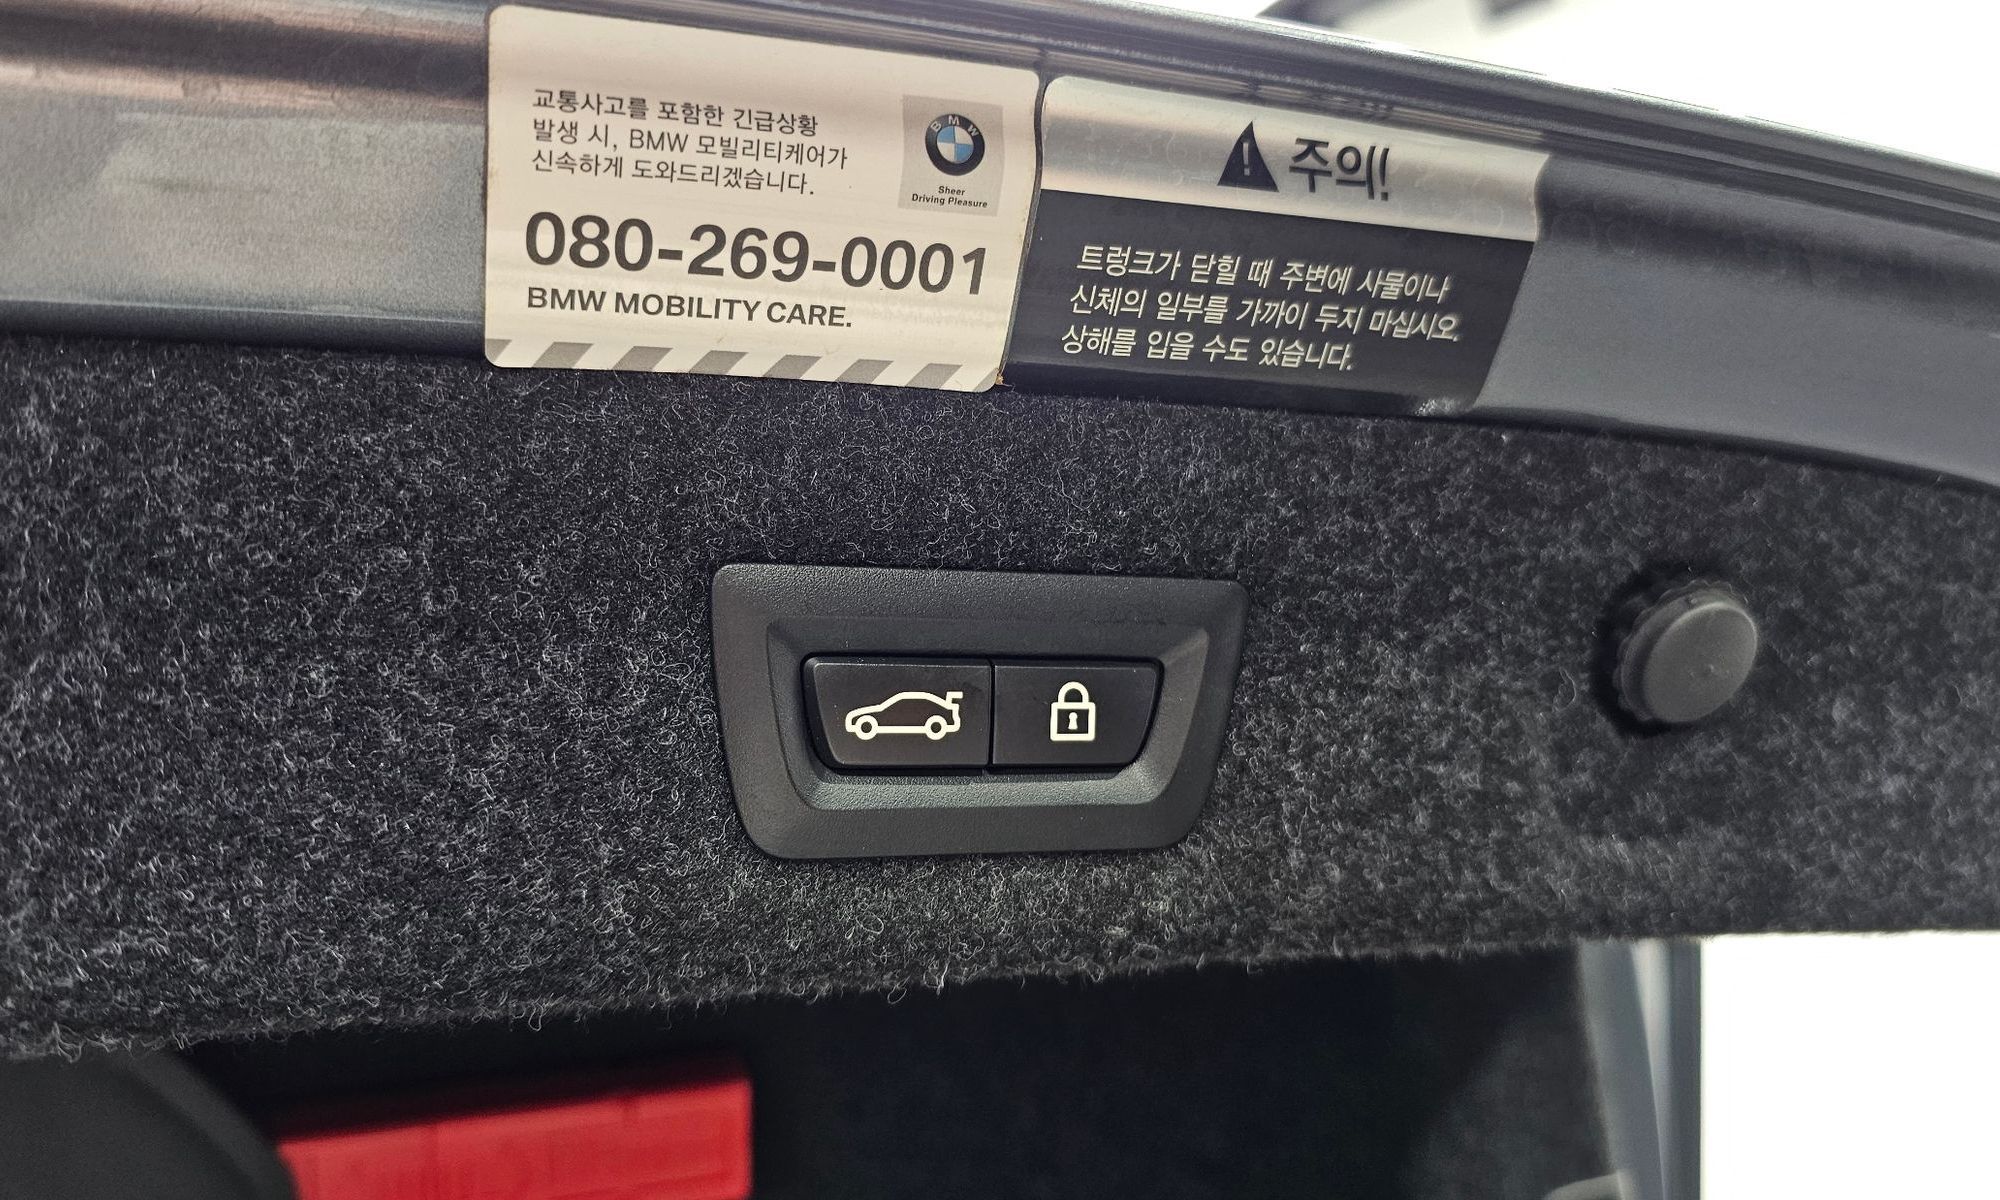 교통사고를 포함한 긴급상황
발생 시, BMW 모빌리티케어가
신속하게 도와드리겠습니다.
BMW
Sheer
Driving Pleasure
080-269-0001
BMW MOBILITY CARE.
주의!
트렁크가 닫힐 때 주변에 사물이나
신체의 일부를 가까이 두지 마십시오.
상해를 입을 수도 있습니다.